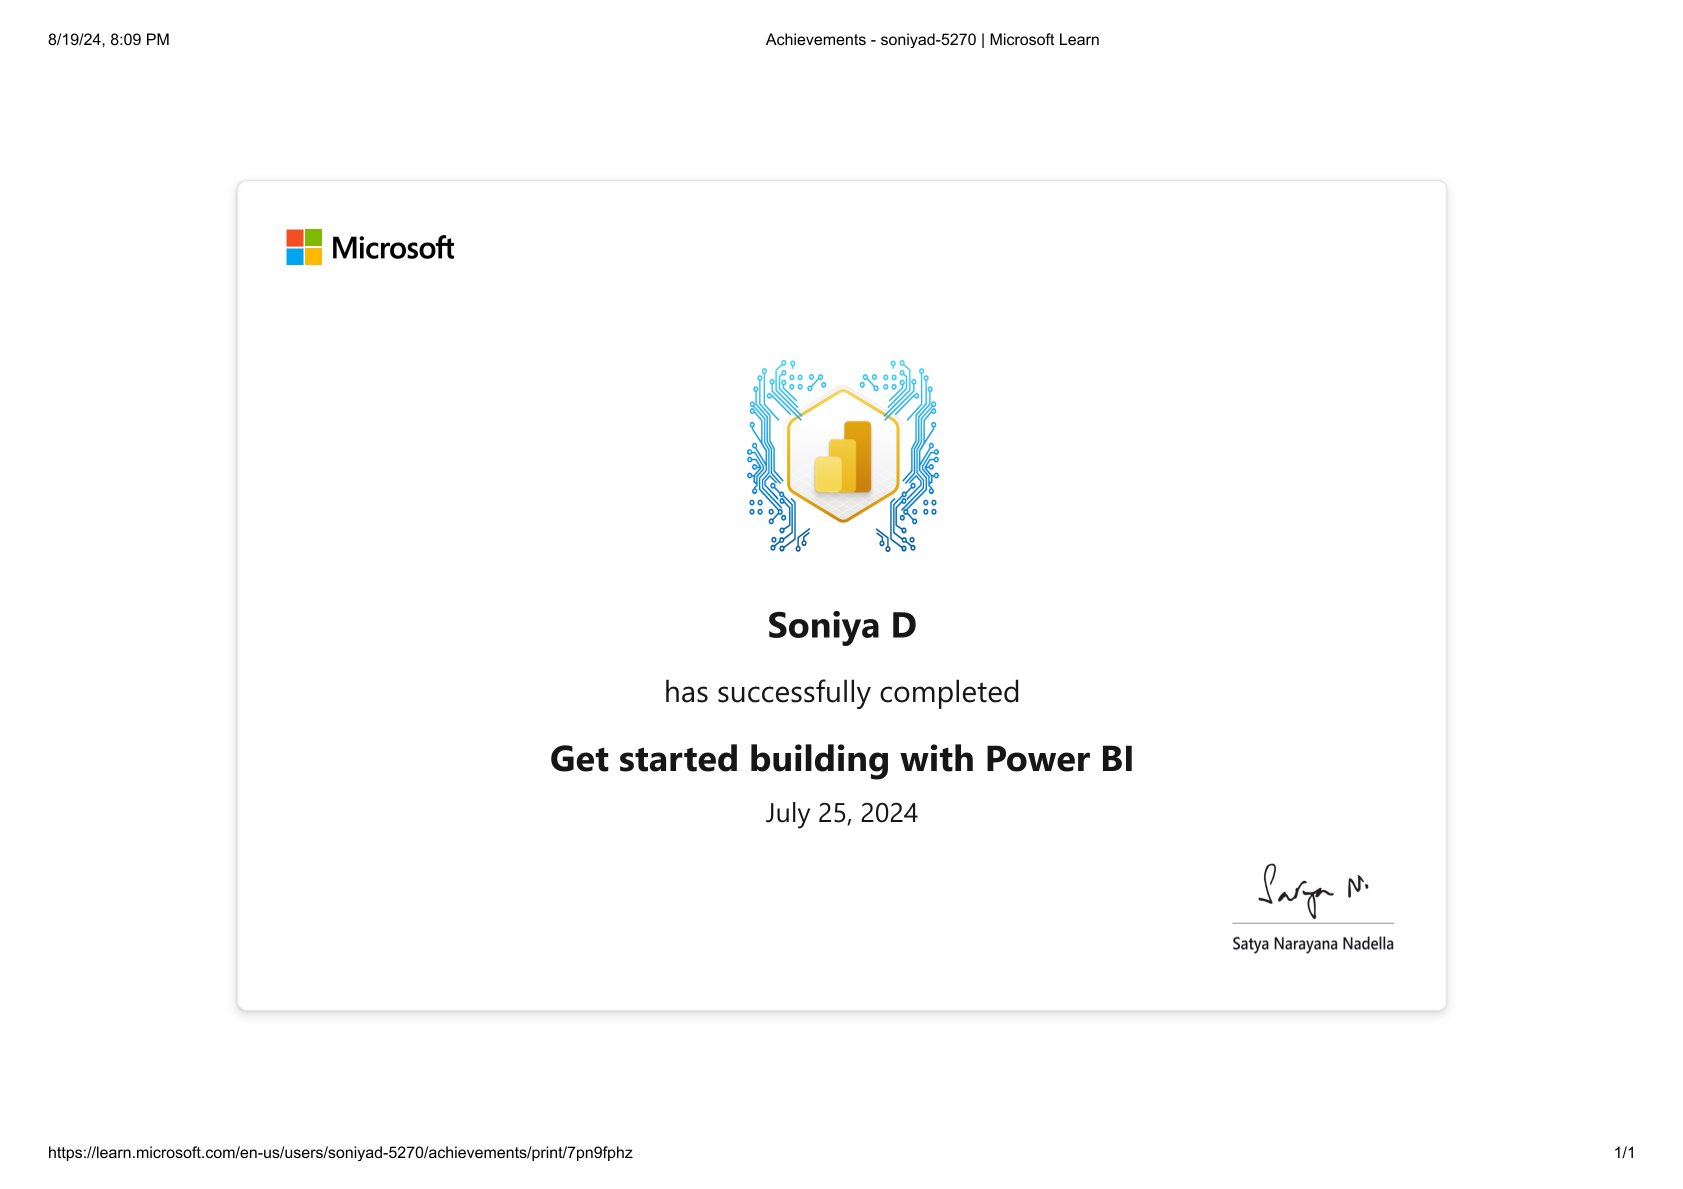 8/19/24, 8:09 PM
Achievements - soniyad-5270 | Microsoft Learn
Microsoft
Soniya D
has successfully completed
Get started building with Power BI
July 25, 2024
Satya N.
Satya Narayana Nadella
https://learn.microsoft.com/en-us/users/soniyad-5270/achievements/print/7pn9fphz
1/1